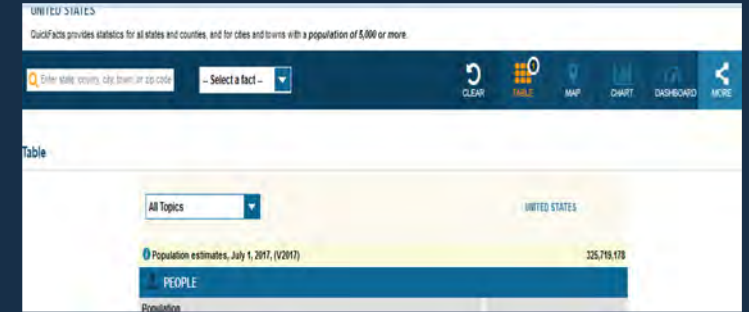 UNITED STATES
QuickFacts provides statistics for all states and counties, and for cities and towns with a population of 5,000 or more.
Enter state, county, city, town, or zip code
-- Select a fact --
CLEAR
1
TABLE
MAP
CHART
DASHBOARD
MORE
Table
All Topics
UNITED STATES
Population estimates, July 1, 2017, (V2017) 325,719,178
PEOPLE
Population